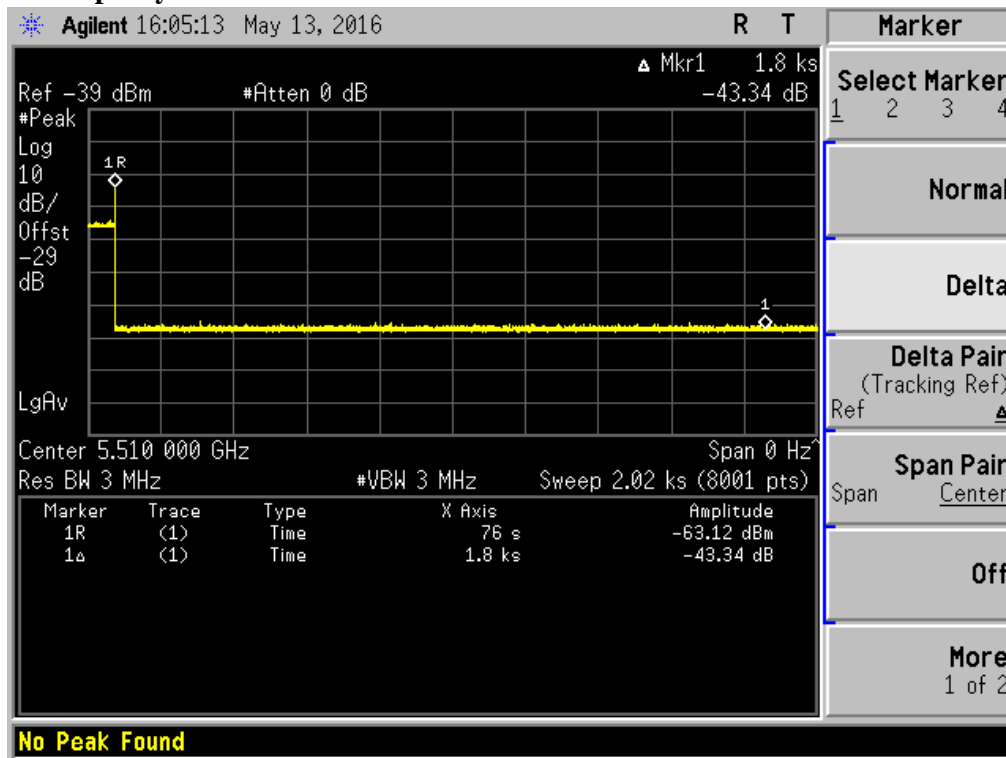 Agilent 16:05:13 May 13, 2016 R T
Δ Mkr1 1.8 ks
Ref -39 dBm #Atten 0 dB -43.34 dB
#Peak
Log
10
dB/
Offst
-29
dB
1R
1
LgAv
Center 5.510 000 GHz Span 0 Hz^
Res BW 3 MHz #VBW 3 MHz Sweep 2.02 ks (8001 pts)
Marker Trace Type X Axis Amplitude
1R (1) Time 76 s -63.12 dBm
1Δ (1) Time 1.8 ks -43.34 dB
No Peak Found
Marker
Select Marker
1 2 3 4
Normal
Delta
Delta Pair
(Tracking Ref)
Ref Δ
Span Pair
Span Center
Off
More
1 of 2